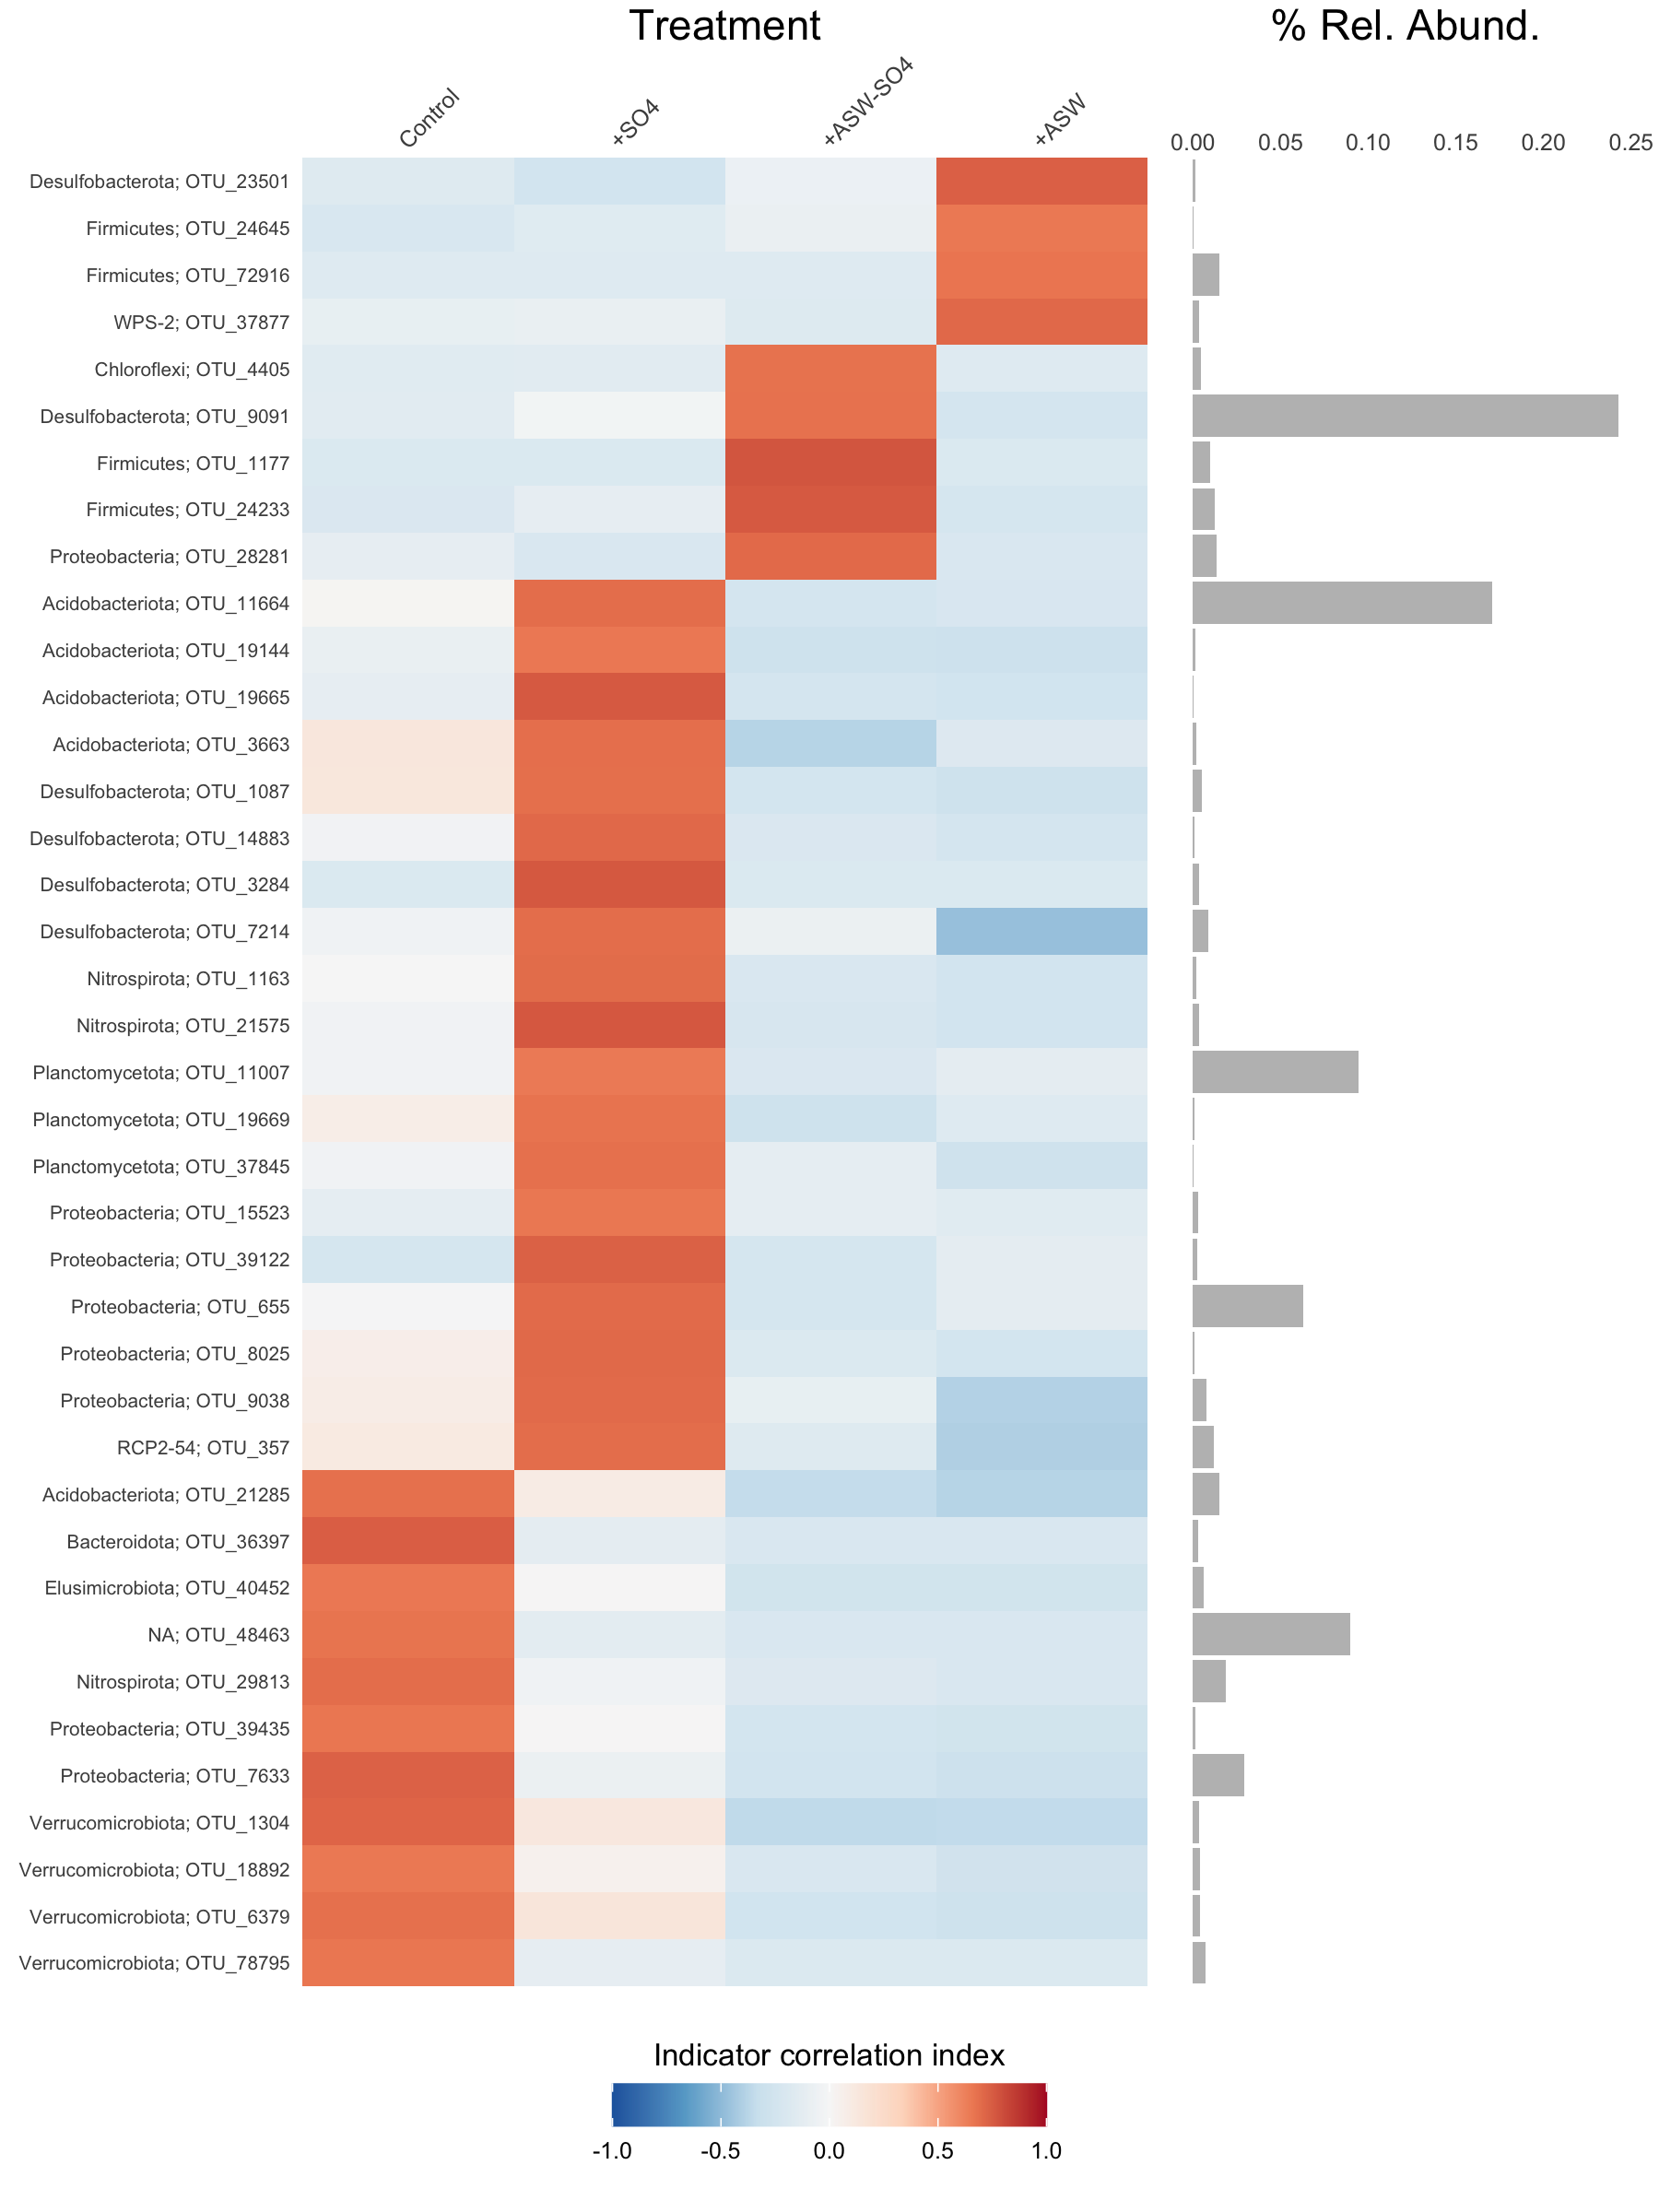 Treatment
% Rel. Abund.
Control
+SO4
+ASW-SO4
+ASW
0.00 0.05 0.10 0.15 0.20 0.25
Desulfobacterota; OTU_23501
Firmicutes; OTU_24645
Firmicutes; OTU_72916
WPS-2; OTU_37877
Chloroflexi; OTU_4405
Desulfobacterota; OTU_9091
Firmicutes; OTU_1177
Firmicutes; OTU_24233
Proteobacteria; OTU_28281
Acidobacteriota; OTU_11664
Acidobacteriota; OTU_19144
Acidobacteriota; OTU_19665
Acidobacteriota; OTU_3663
Desulfobacterota; OTU_1087
Desulfobacterota; OTU_14883
Desulfobacterota; OTU_3284
Desulfobacterota; OTU_7214
Nitrospirota; OTU_1163
Nitrospirota; OTU_21575
Planctomycetota; OTU_11007
Planctomycetota; OTU_19669
Planctomycetota; OTU_37845
Proteobacteria; OTU_15523
Proteobacteria; OTU_39122
Proteobacteria; OTU_655
Proteobacteria; OTU_8025
Proteobacteria; OTU_9038
RCP2-54; OTU_357
Acidobacteriota; OTU_21285
Bacteroidota; OTU_36397
Elusimicrobiota; OTU_40452
NA; OTU_48463
Nitrospirota; OTU_29813
Proteobacteria; OTU_39435
Proteobacteria; OTU_7633
Verrucomicrobiota; OTU_1304
Verrucomicrobiota; OTU_18892
Verrucomicrobiota; OTU_6379
Verrucomicrobiota; OTU_78795
Indicator correlation index
-1.0 -0.5 0.0 0.5 1.0